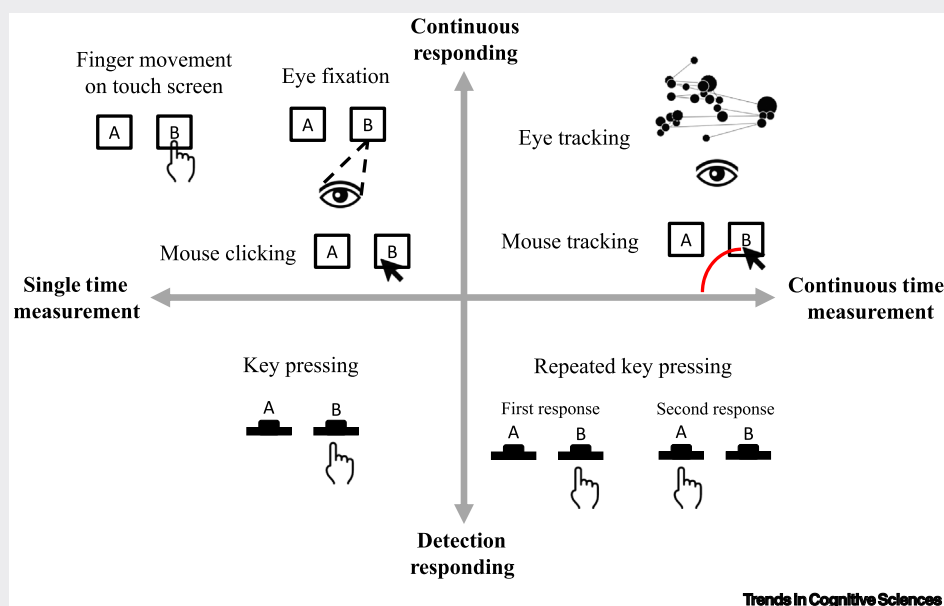 Continuous
responding
Finger movement
on touch screen
A B
Eye fixation
A B
Eye tracking
Mouse clicking
A B
Mouse tracking
A B
Single time
measurement
Continuous time
measurement
Key pressing
A B
Repeated key pressing
First response
A B
Second response
A B
Detection
responding
Trends in Cognitive Sciences